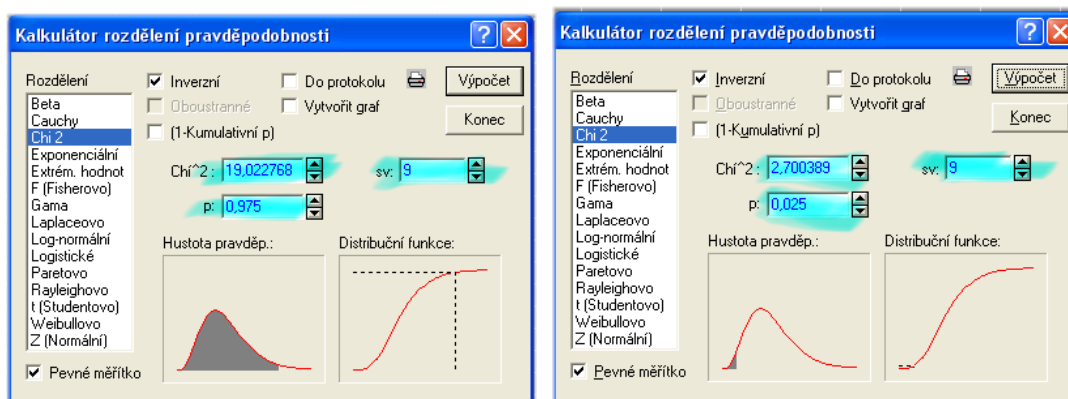 Kalkulátor rozdělení pravděpodobnosti
Rozdělení
Inverzní
Do protokolu
Výpočet
Oboustranné
Vytvořit graf
(1-Kumulativní p)
Konec
Beta
Cauchy
Chi 2
Exponenciální
Extrém. hodnot
F (Fisherovo)
Gama
Laplaceovo
Log-normální
Logistické
Paretovo
Rayleighovo
t (Studentovo)
Weibullovo
Z (Normální)
Chí^2 : 19,022768
sv: 9
p: 0,975
Hustota pravděp.:
Distribuční funkce:
Pevné měřítko
Kalkulátor rozdělení pravděpodobnosti
Rozdělení
Inverzní
Do protokolu
Výpočet
Oboustranné
Vytvořit graf
(1-Kumulativní p)
Konec
Beta
Cauchy
Chi 2
Exponenciální
Extrém. hodnot
F (Fisherovo)
Gama
Laplaceovo
Log-normální
Logistické
Paretovo
Rayleighovo
t (Studentovo)
Weibullovo
Z (Normální)
Chí^2 : 2,700389
sv: 9
p: 0,025
Hustota pravděp.:
Distribuční funkce:
Pevné měřítko